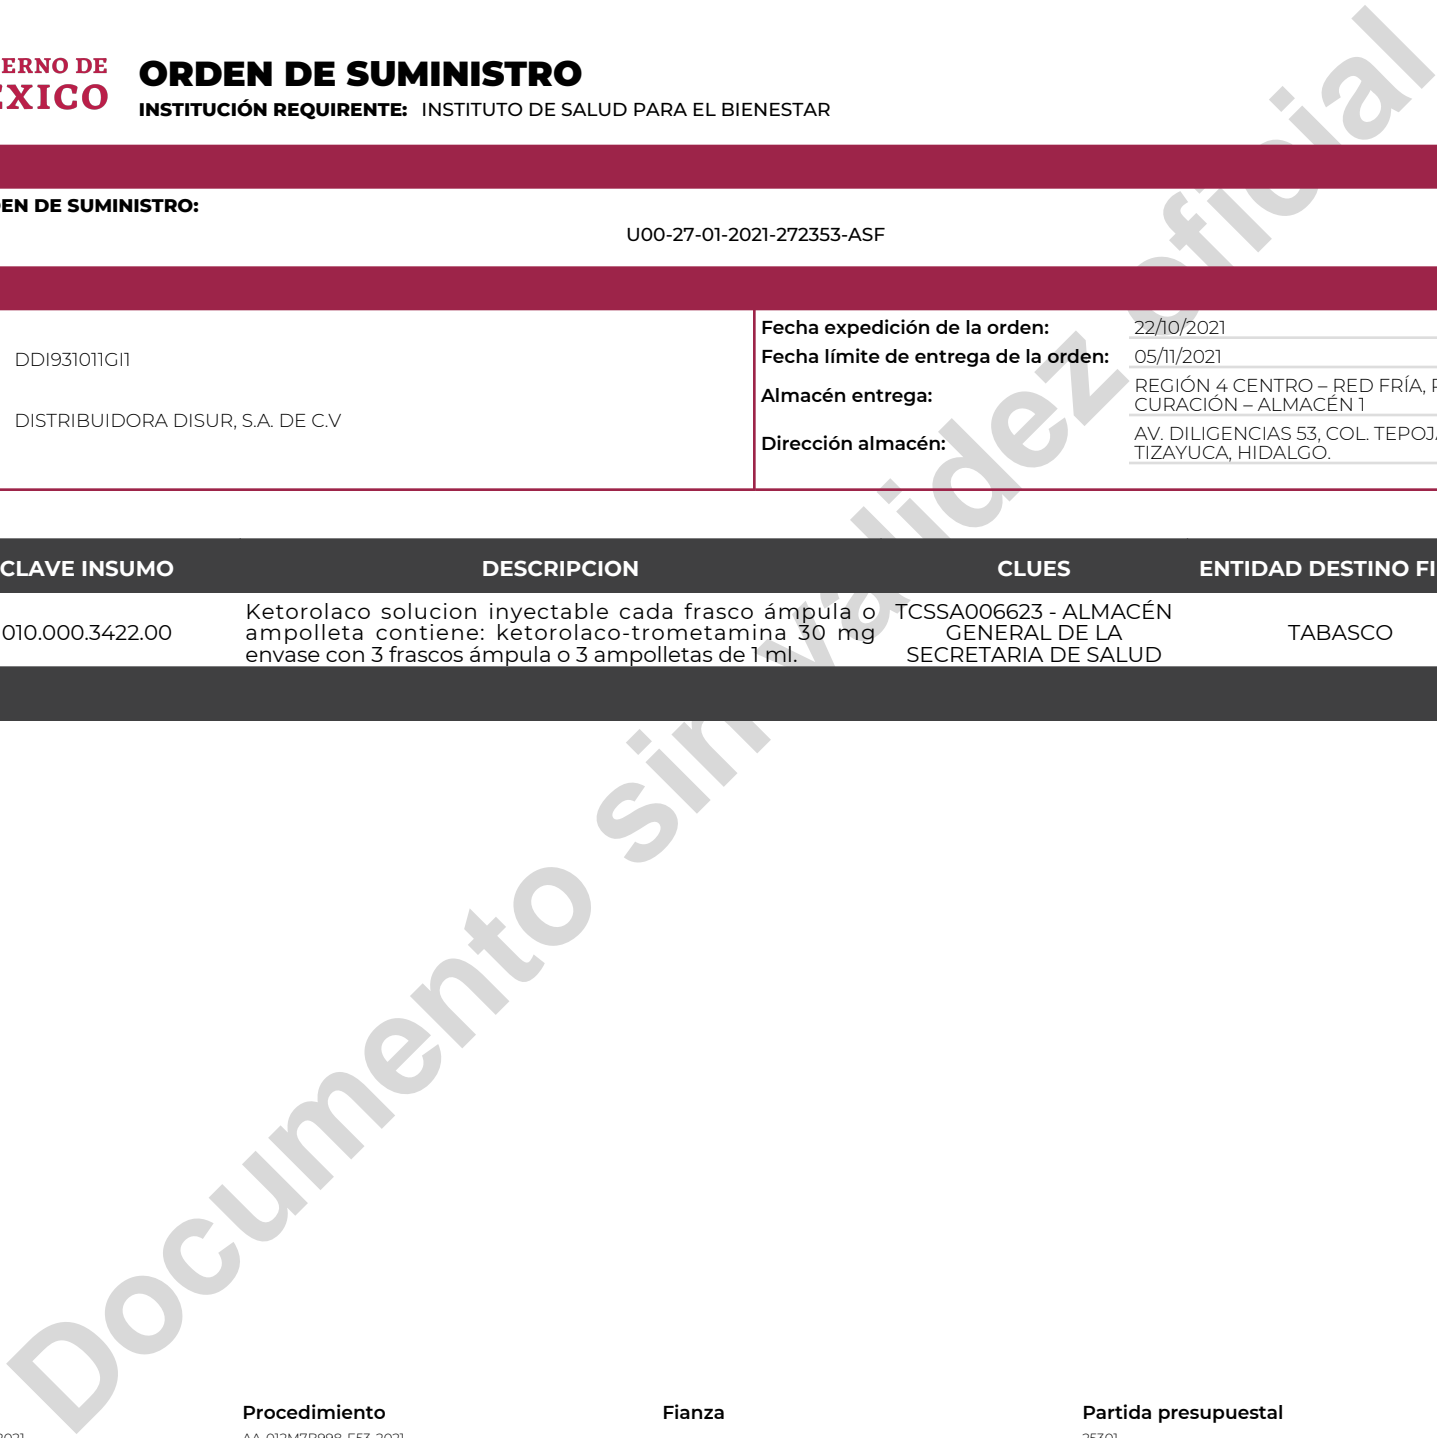 ORDEN DE SUMINISTRO
INSTITUCIÓN REQUIRENTE: INSTITUTO DE SALUD PARA EL BIENESTAR
ERNO DE
XICO
EN DE SUMINISTRO:
U00-27-01-2021-272353-ASF
DDI931011GI1
DISTRIBUIDORA DISUR, S.A. DE C.V
Fecha expedición de la orden: 22/10/2021
Fecha límite de entrega de la orden: 05/11/2021
Almacén entrega: REGIÓN 4 CENTRO – RED FRÍA,
CURACIÓN – ALMACÉN 1
Dirección almacén: AV. DILIGENCIAS 53, COL. TEPOJ
TIZAYUCA, HIDALGO.
CLAVE INSUMO DESCRIPCION CLUES ENTIDAD DESTINO FI
010.000.3422.00
Ketorolaco solucion inyectable cada frasco ámpula o
ampolleta contiene: ketorolaco-trometamina 30 mg
envase con 3 frascos ámpula o 3 ampolletas de 1 ml.
TCSSA006623 - ALMACÉN
GENERAL DE LA
SECRETARIA DE SALUD
TABASCO
Documento sin validez oficial
Procedimiento Fianza Partida presupuestal